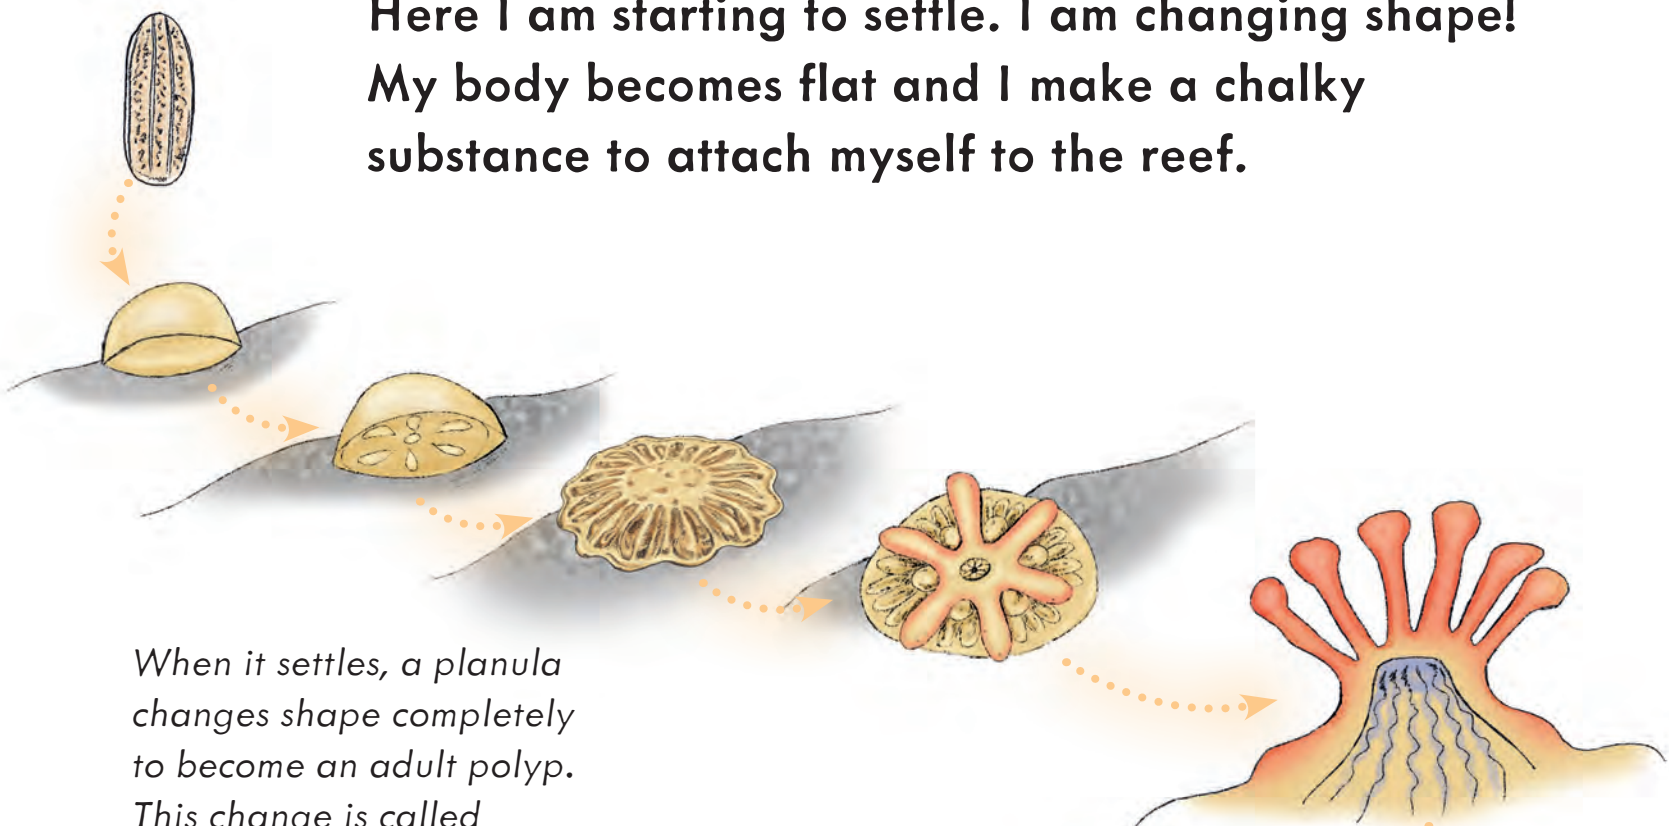 Here I am starting to settle. I am changing shape!
My body becomes flat and I make a chalky
substance to attach myself to the reef.
When it settles, a planula
changes shape completely
to become an adult polyp.
This change is called